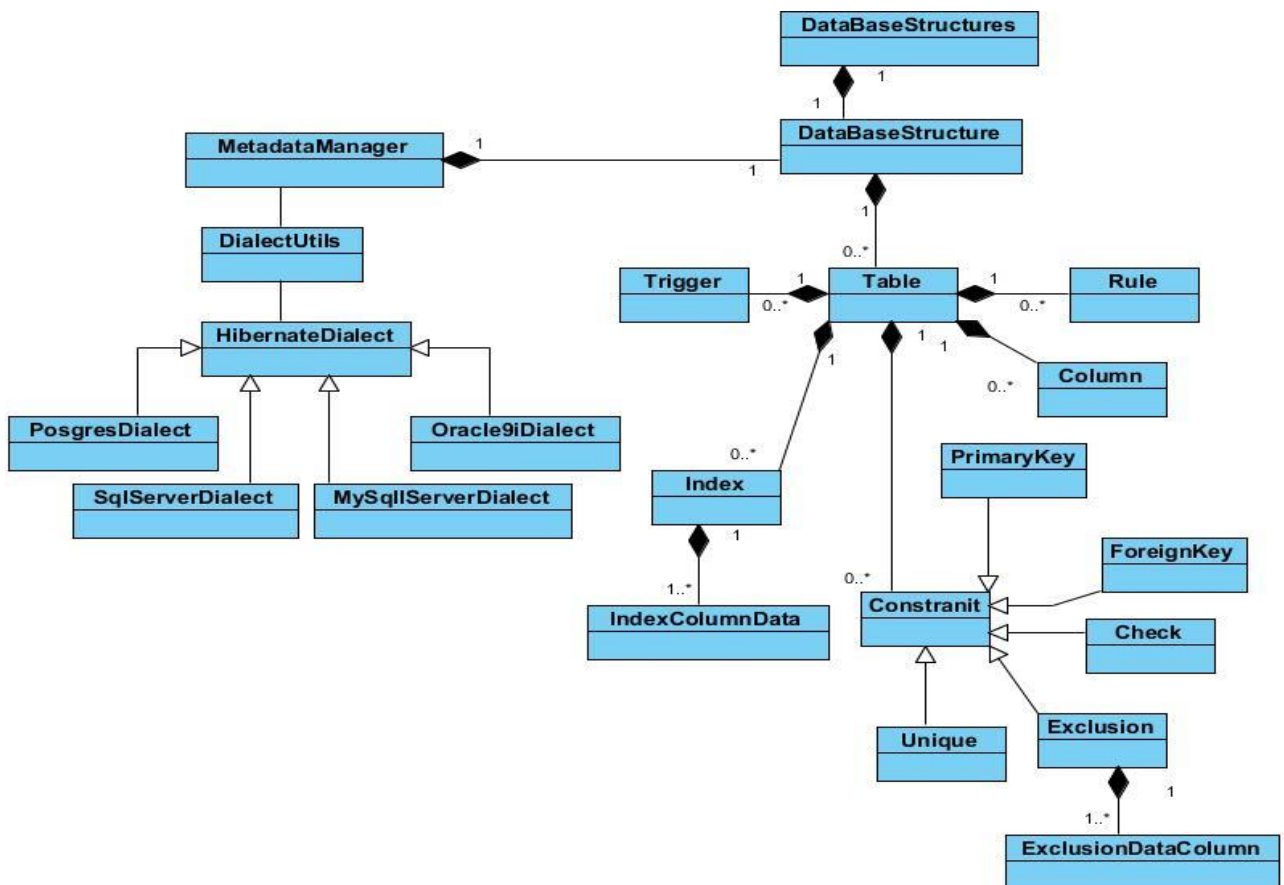 DataBaseStructures
1
1
DataBaseStructure
MetadataManager
1
1
1
0..*
DialectUtils
Trigger
1
0..*
Table
1
0..*
Rule
HibernateDialect
1
1
1
0..*
Column
PosgresDialect
Oracle9iDialect
SqlServerDialect
MySqllServerDialect
0..*
Index
1
1..*
IndexColumnData
PrimaryKey
ForeignKey
0..*
Constranit
Check
Unique
Exclusion
1
1..*
ExclusionDataColumn